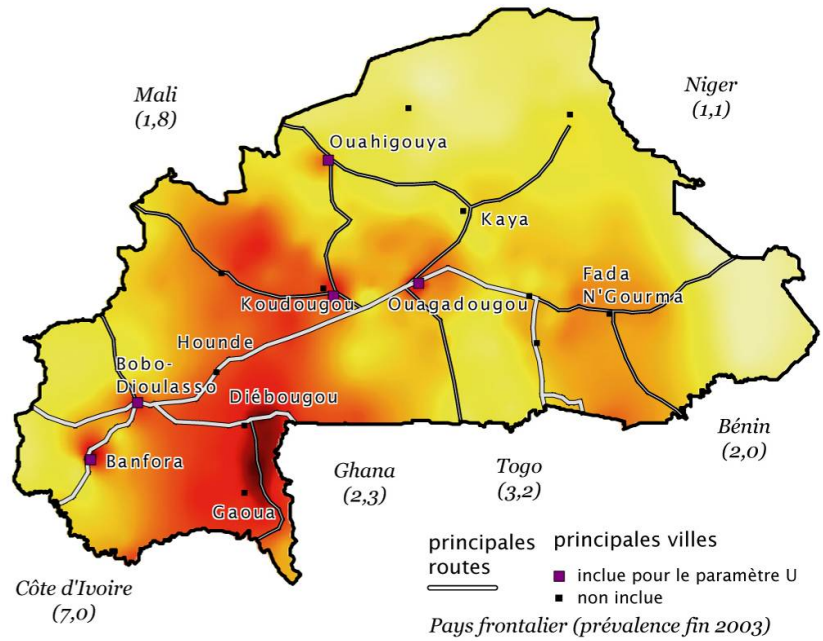 Mali
(1,8)
Niger
(1,1)
Ouahigouya
Kaya
Fada
N'Gourma
Koudougou
Ouagadougou
Hounde
Bobo-
Dioulasso
Diébougou
Banfora
Gaoua
Ghana
(2,3)
Togo
(3,2)
Bénin
(2,0)
Côte d'Ivoire
(7,0)
principales
routes
principales villes
inclue pour le paramètre U
non inclue
Pays frontalier (prévalence fin 2003)